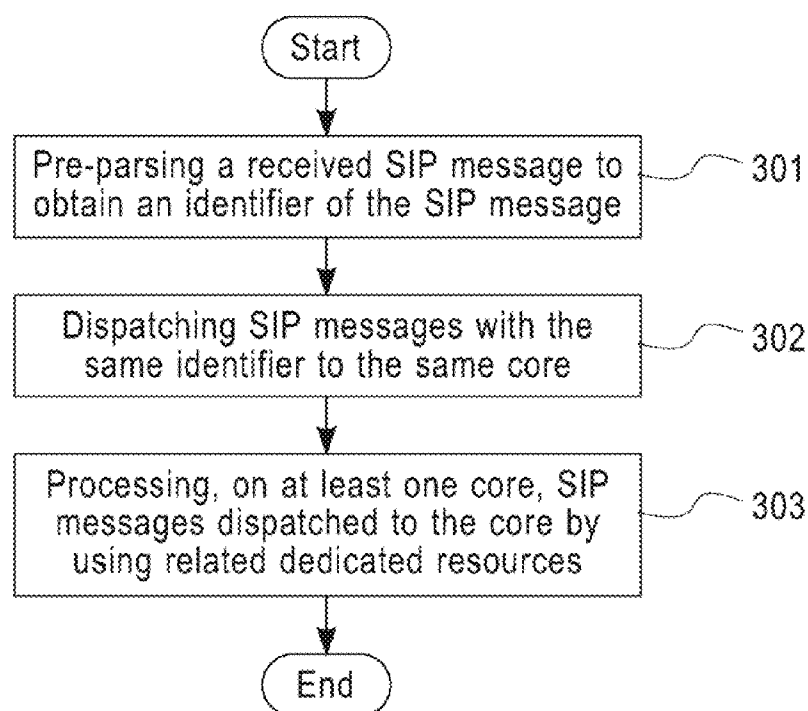 Start
Pre-parsing a received SIP message to
obtain an identifier of the SIP message
301
Dispatching SIP messages with the
same identifier to the same core
302
Processing, on at least one core, SIP
messages dispatched to the core by
using related dedicated resources
303
End